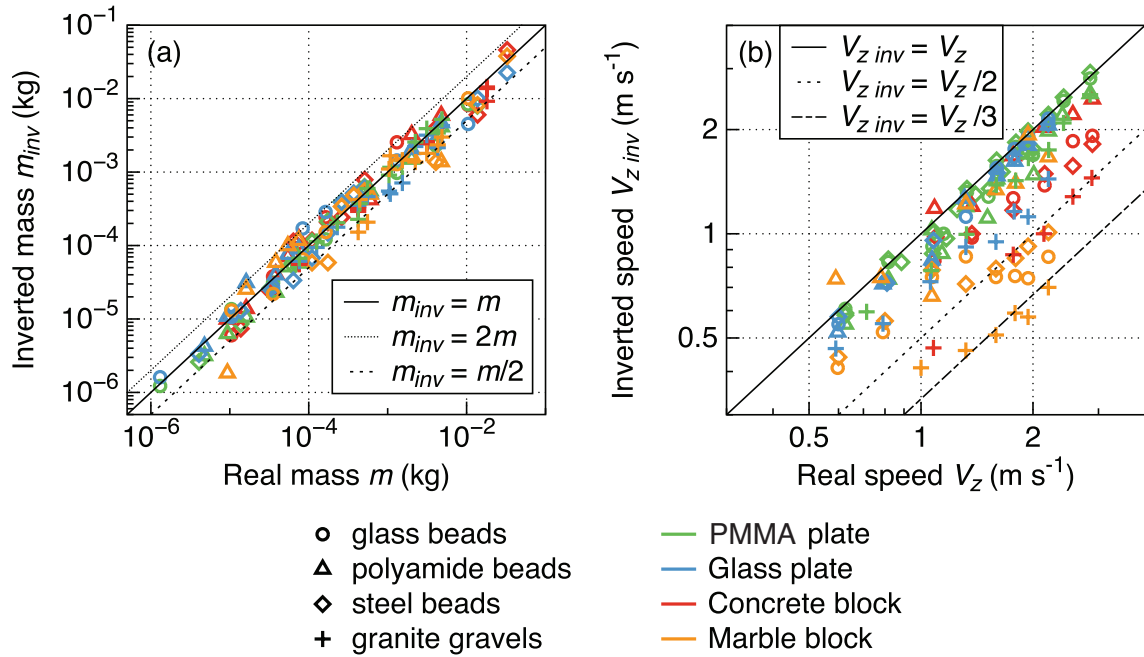 (a)
Inverted mass m_inv (kg)
10⁻¹
10⁻²
10⁻³
10⁻⁴
10⁻⁵
10⁻⁶
m_inv = m
m_inv = 2m
m_inv = m/2
10⁻⁶ 10⁻⁴ 10⁻²
Real mass m (kg)
(b)
Inverted speed V_z inv (m s⁻¹)
2
1
0.5
V_z inv = V_z
V_z inv = V_z /2
V_z inv = V_z /3
0.5 1 2
Real speed V_z (m s⁻¹)
glass beads
polyamide beads
steel beads
granite gravels
PMMA plate
Glass plate
Concrete block
Marble block